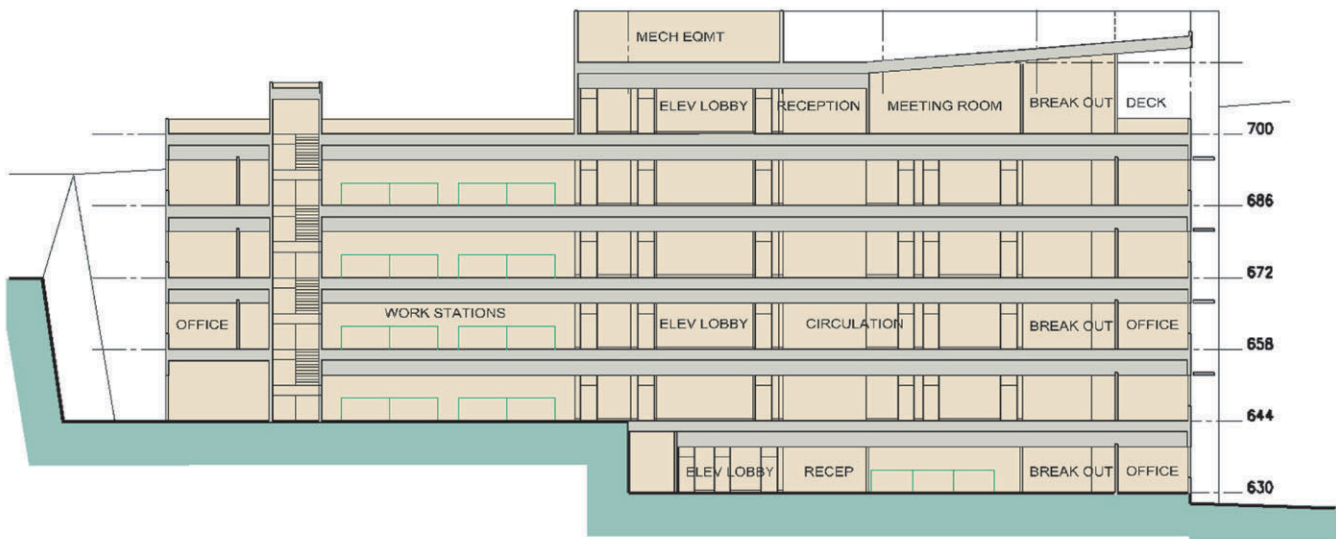 MECH EQMT
ELEV LOBBY RECEPTION MEETING ROOM BREAK OUT DECK
700
686
672
OFFICE WORK STATIONS ELEV LOBBY CIRCULATION BREAK OUT OFFICE
658
644
ELEV LOBBY RECEP BREAK OUT OFFICE
630